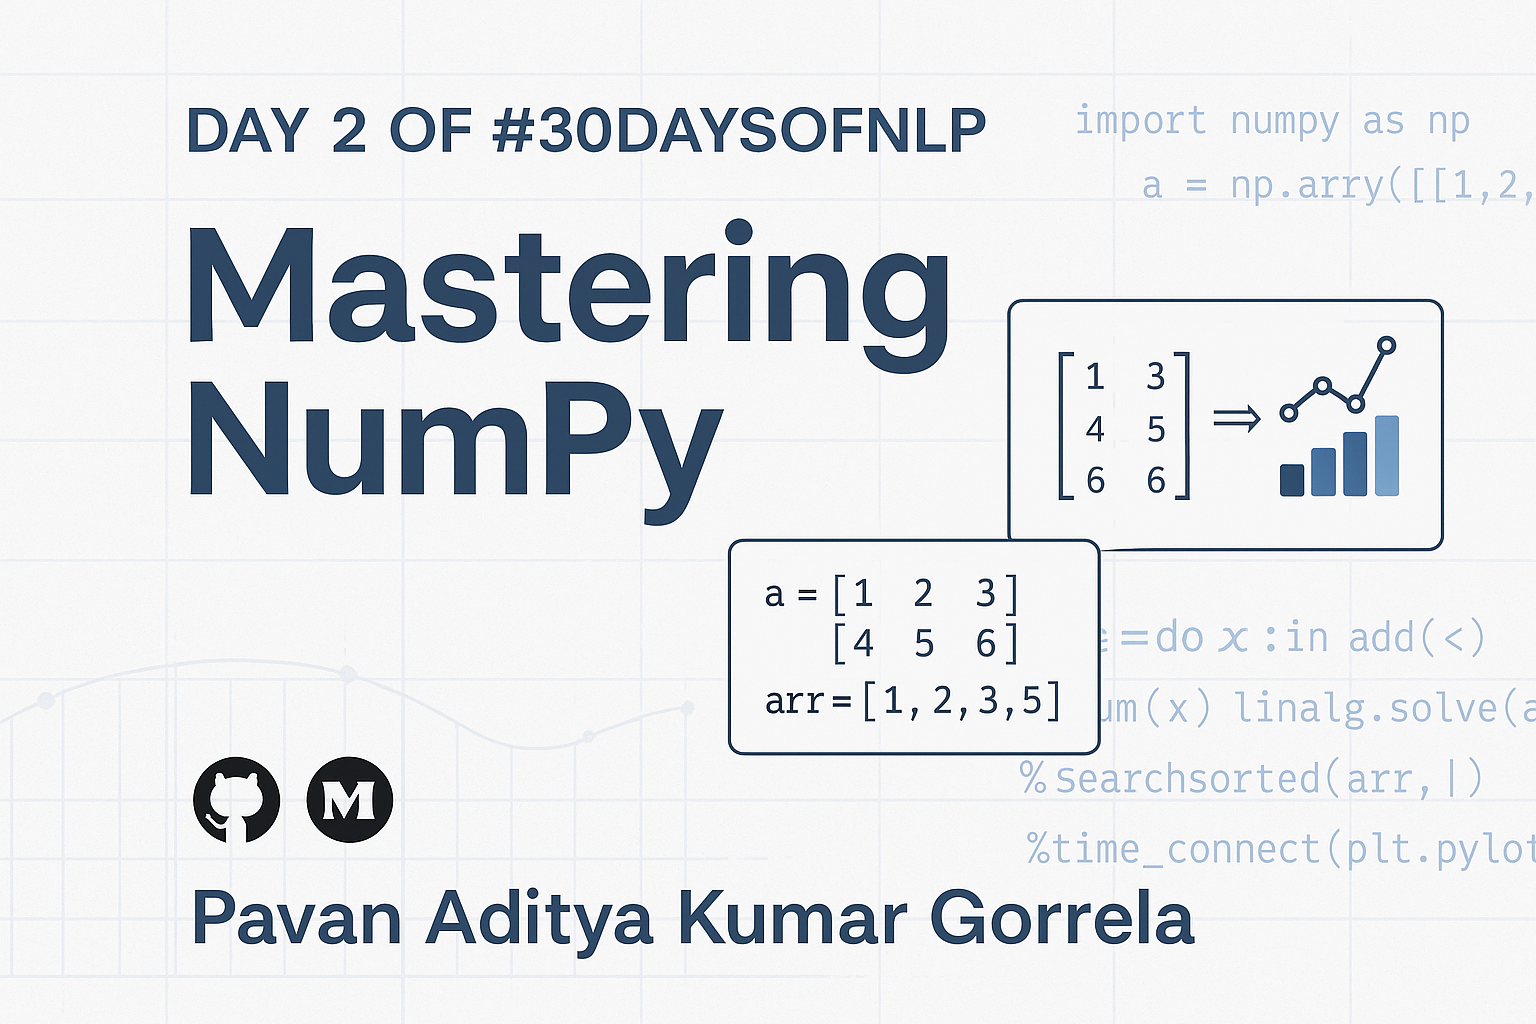 DAY 2 OF #30DAYSOFNLP
Mastering
NumPy
import numpy as np
a = np.arry([[1,2,
1 3
4 5
6 6
⇒
a = [1 2 3]
[4 5 6]
arr=[1,2,3,5]
=do x :in add(<)
um(x) linalg.solve(a
%searchsorted(arr,|)
%time_connect(plt.pylot
M
Pavan Aditya Kumar Gorrela